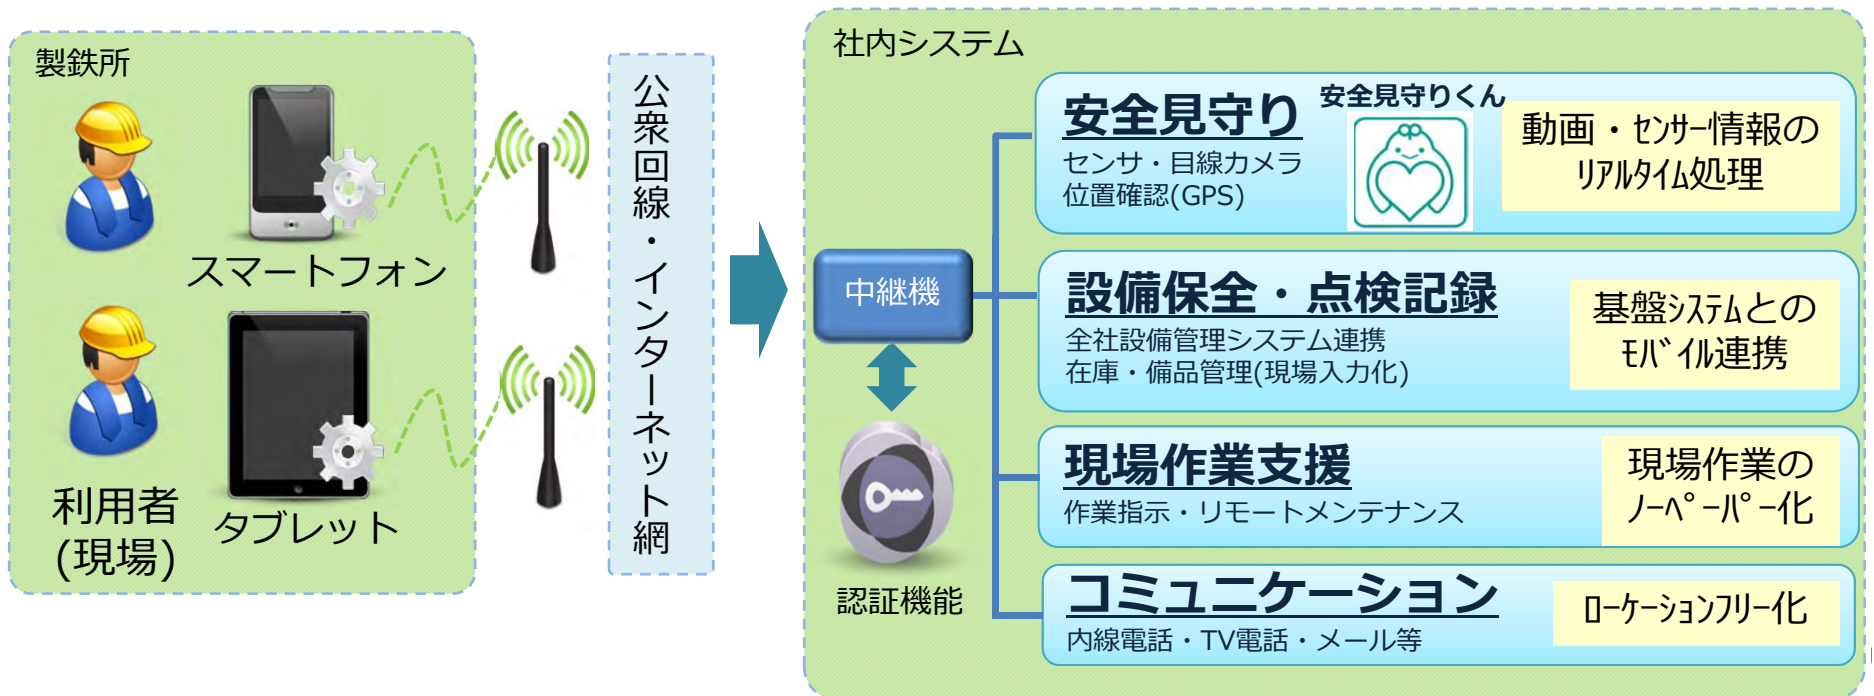 製鉄所
スマートフォン
利用者
(現場)
タブレット
公衆回線・インターネット網
社内システム
中継機
認証機能
安全見守り
センサ・目線カメラ
位置確認(GPS)
安全見守りくん
動画・ｾﾝｻｰ情報の
ﾘｱﾙﾀｲﾑ処理
設備保全・点検記録
全社設備管理システム連携
在庫・備品管理(現場入力化)
基盤ｼｽﾃﾑとの
ﾓﾊﾞｲﾙ連携
現場作業支援
作業指示・リモートメンテナンス
現場作業の
ﾉｰﾍﾟｰﾊﾟｰ化
コミュニケーション
内線電話・TV電話・メール等
ﾛｰｹｰｼｮﾝﾌﾘｰ化